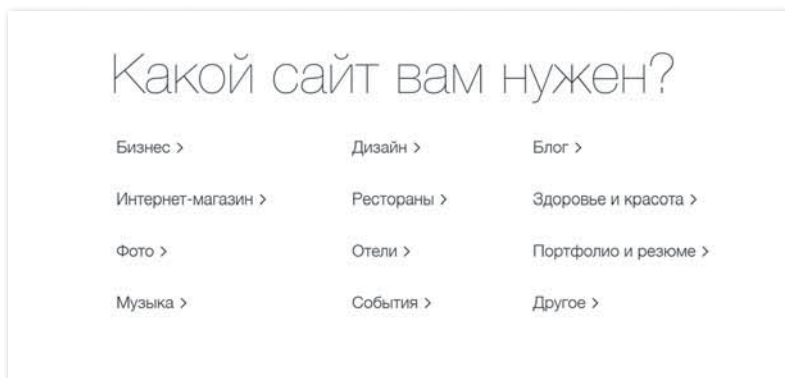 Какой сайт вам нужен?
Бизнес >
Дизайн >
Блог >
Интернет-магазин >
Рестораны >
Здоровье и красота >
Фото >
Отели >
Портфолио и резюме >
Музыка >
События >
Другое >